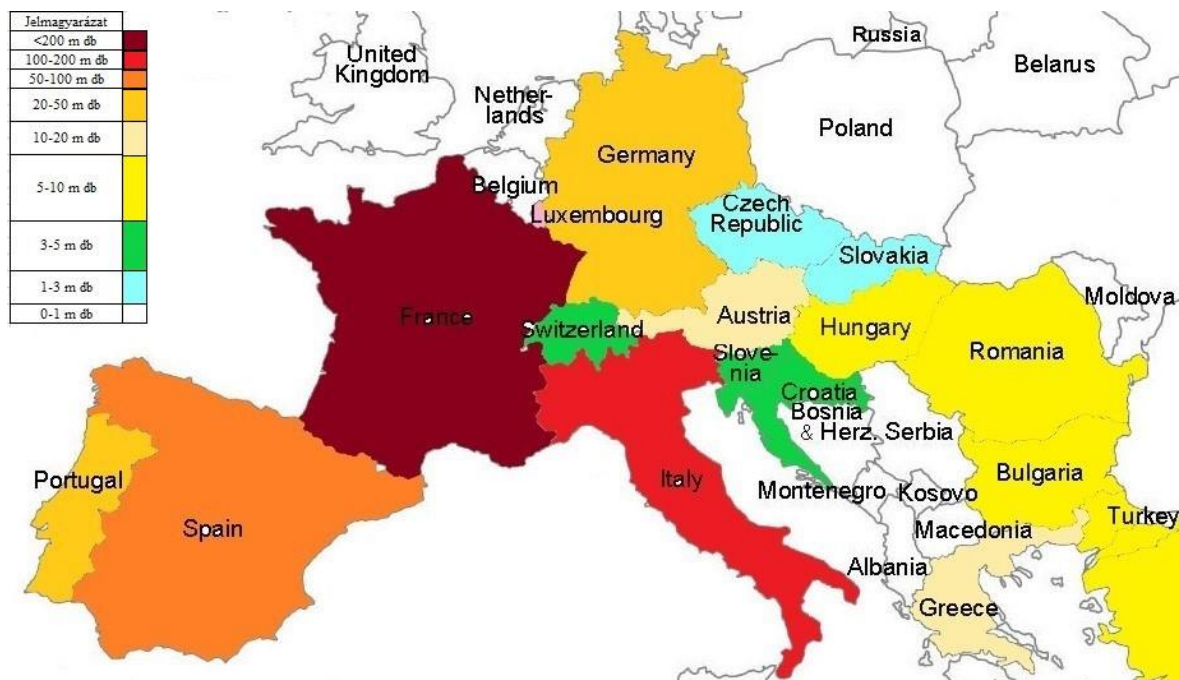 Jelmagyarázat
<200 m db
100-200 m db
50-100 m db
20-50 m db
10-20 m db
5-10 m db
3-5 m db
1-3 m db
0-1 m db
Russia
United
Kingdom
Belarus
Nether-
lands
Poland
Germany
Belgium
Luxembourg
Czech
Republic
Slovakia
Moldova
France
Switzerland
Austria
Hungary
Romania
Slove-
nia
Croatia
Bosnia
& Herz.
Serbia
Portugal
Spain
Italy
Montenegro
Kosovo
Bulgaria
Macedonia
Turkey
Albania
Greece